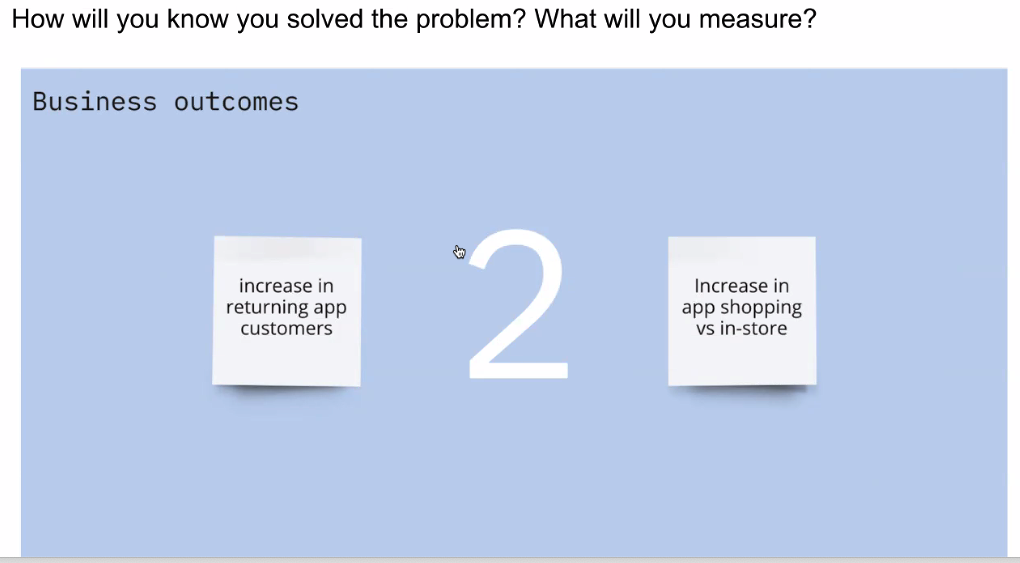 How will you know you solved the problem? What will you measure?
Business outcomes
increase in
returning app
customers
2
Increase in
app shopping
vs in-store